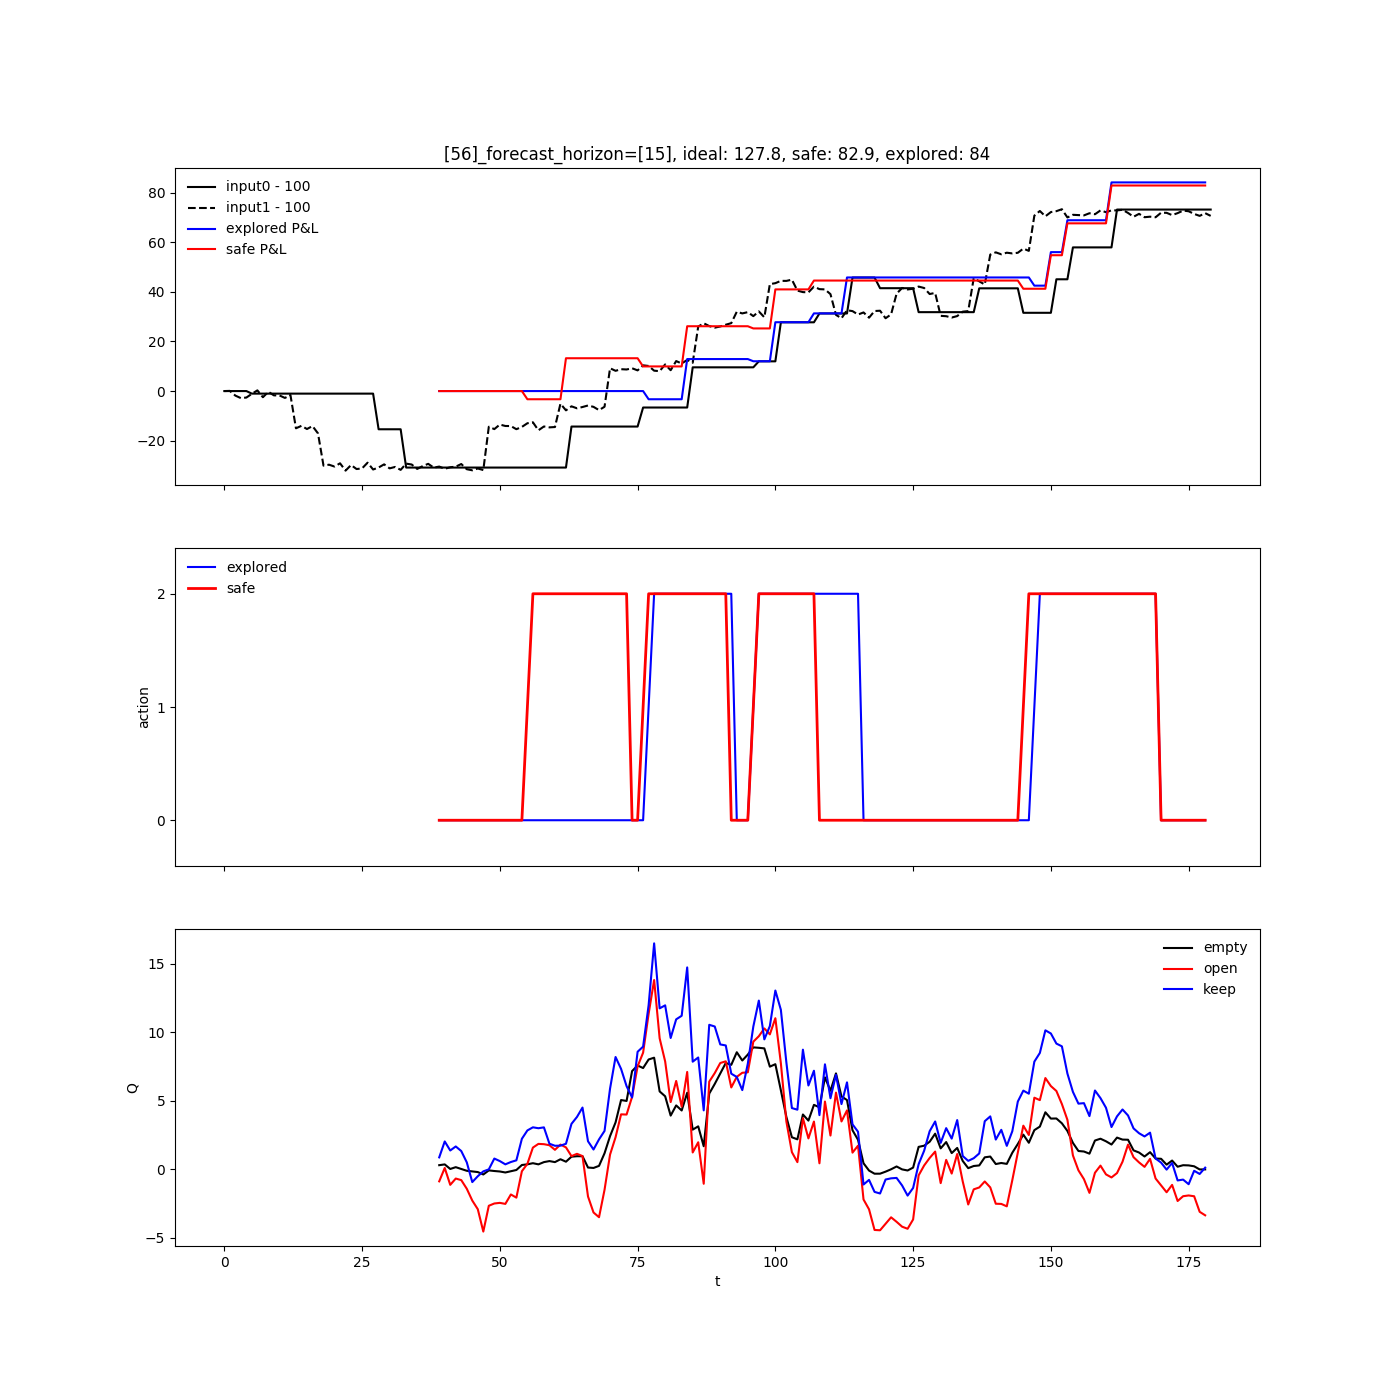 [56]_forecast_horizon=[15], ideal: 127.8, safe: 82.9, explored: 84
input0 - 100
input1 - 100
explored P&L
safe P&L
80
60
40
20
0
−20
explored
safe
2
1
0
action
empty
open
keep
15
10
5
0
−5
Q
0 25 50 75 100 125 150 175
t